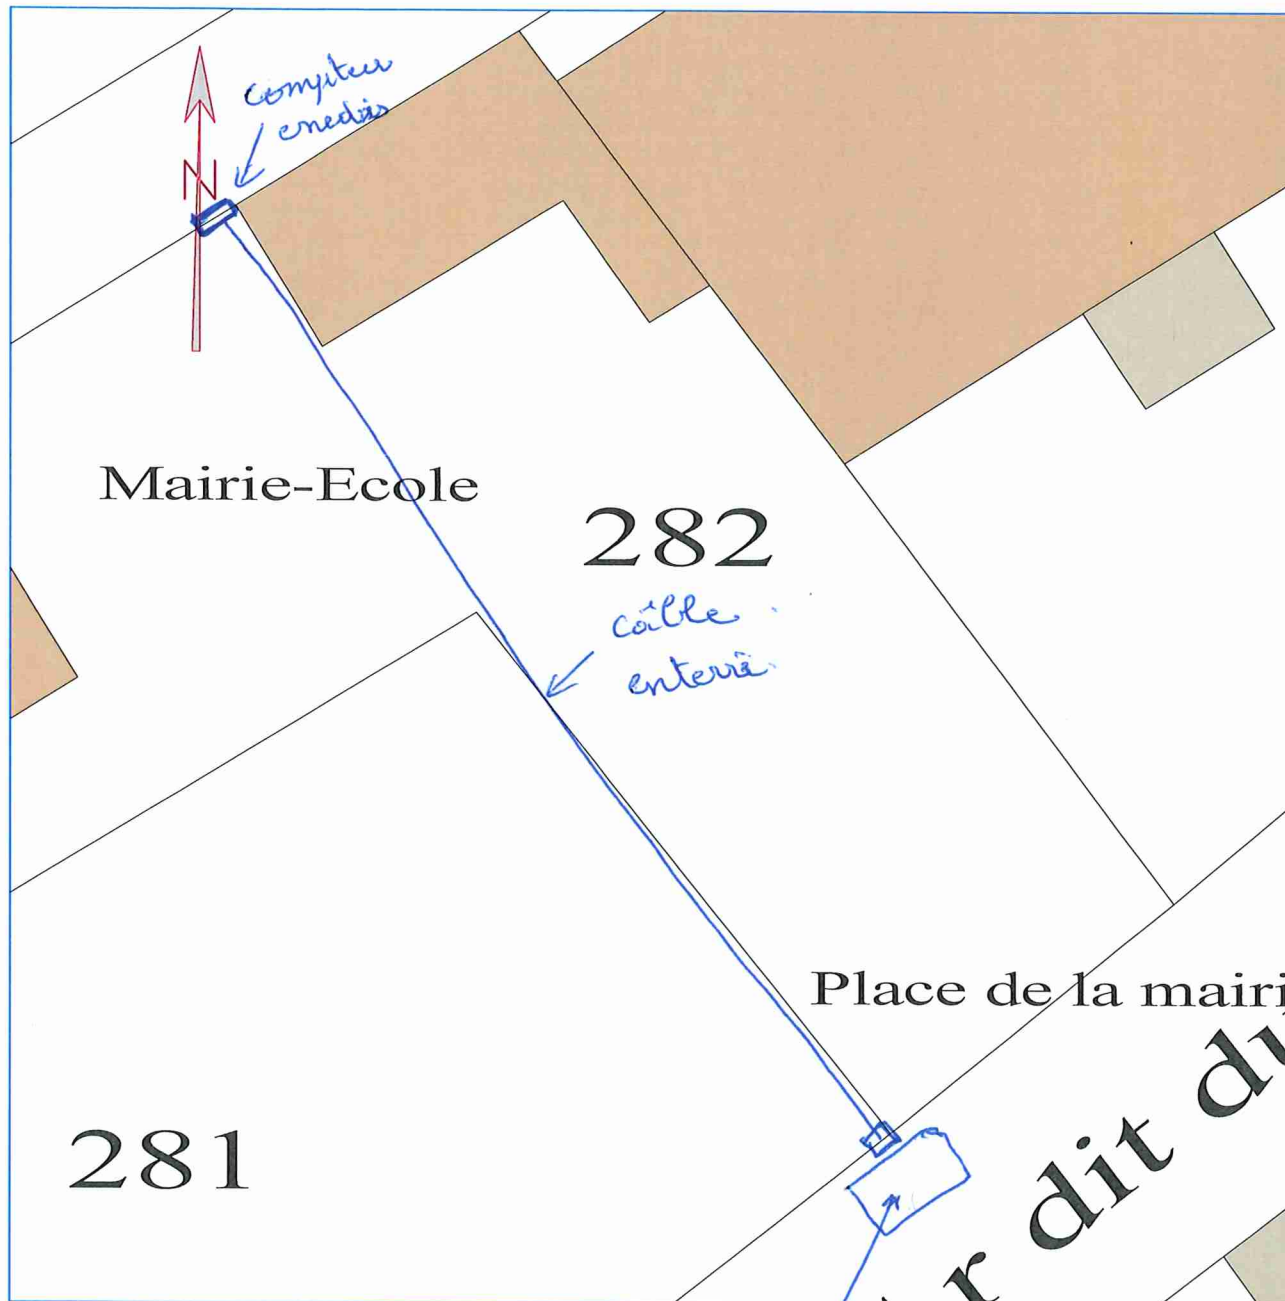 compteur
enedis
N
Mairie-Ecole
282
câble
enterré
Place de la mairi
281
r dit du